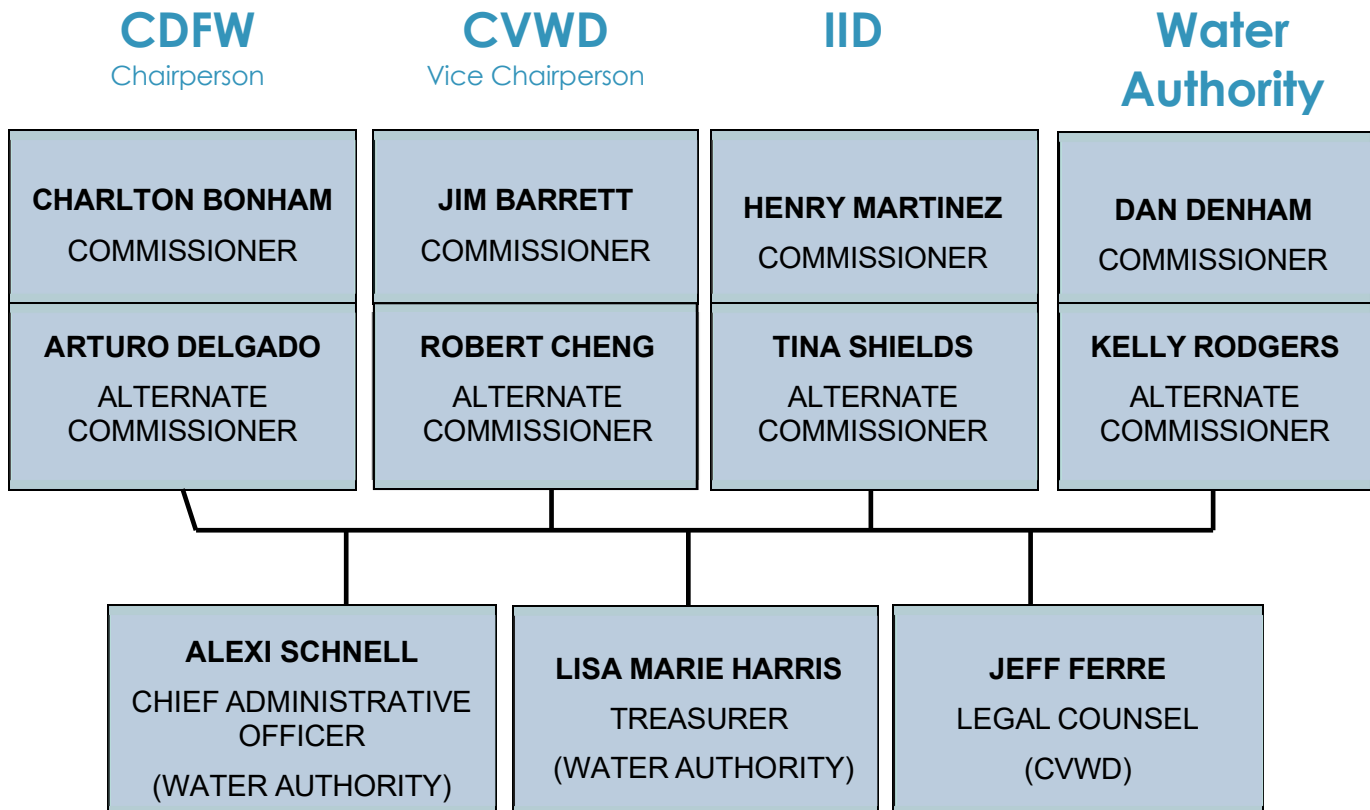 CDFW
Chairperson
CVWD
Vice Chairperson
IID
Water
Authority
CHARLTON BONHAM
COMMISSIONER
JIM BARRETT
COMMISSIONER
HENRY MARTINEZ
COMMISSIONER
DAN DENHAM
COMMISSIONER
ARTURO DELGADO
ALTERNATE
COMMISSIONER
ROBERT CHENG
ALTERNATE
COMMISSIONER
TINA SHIELDS
ALTERNATE
COMMISSIONER
KELLY RODGERS
ALTERNATE
COMMISSIONER
ALEXI SCHNELL
CHIEF ADMINISTRATIVE
OFFICER
(WATER AUTHORITY)
LISA MARIE HARRIS
TREASURER
(WATER AUTHORITY)
JEFF FERRE
LEGAL COUNSEL
(CVWD)